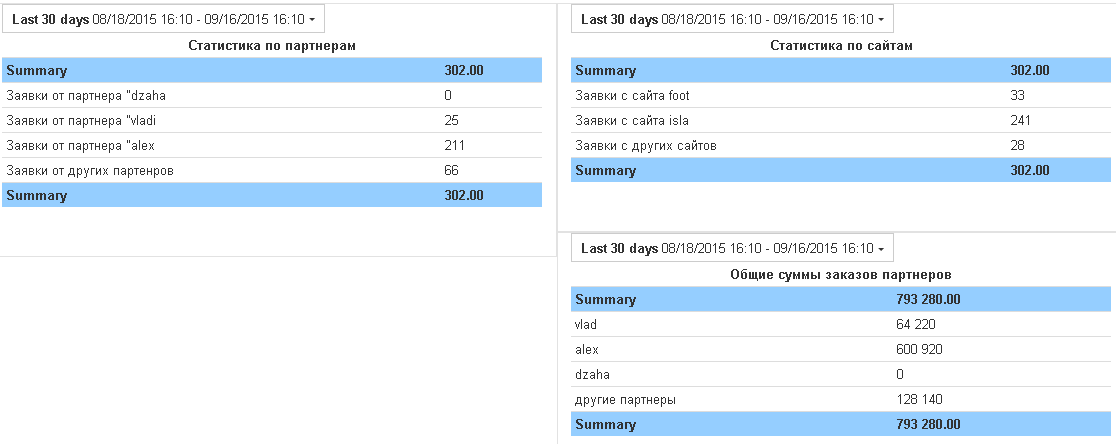 Last 30 days 08/18/2015 16:10 - 09/16/2015 16:10
Статистика по партнерам
Summary 302.00
Заявки от партнера "dzaha 0
Заявки от партнера "vladi 25
Заявки от партнера "alex 211
Заявки от других партенров 66
Summary 302.00
Last 30 days 08/18/2015 16:10 - 09/16/2015 16:10
Статистика по сайтам
Summary 302.00
Заявки с сайта foot 33
Заявки с сайта isla 241
Заявки с других сайтов 28
Summary 302.00
Last 30 days 08/18/2015 16:10 - 09/16/2015 16:10
Общие суммы заказов партнеров
Summary 793 280.00
vlad 64 220
alex 600 920
dzaha 0
другие партнеры 128 140
Summary 793 280.00